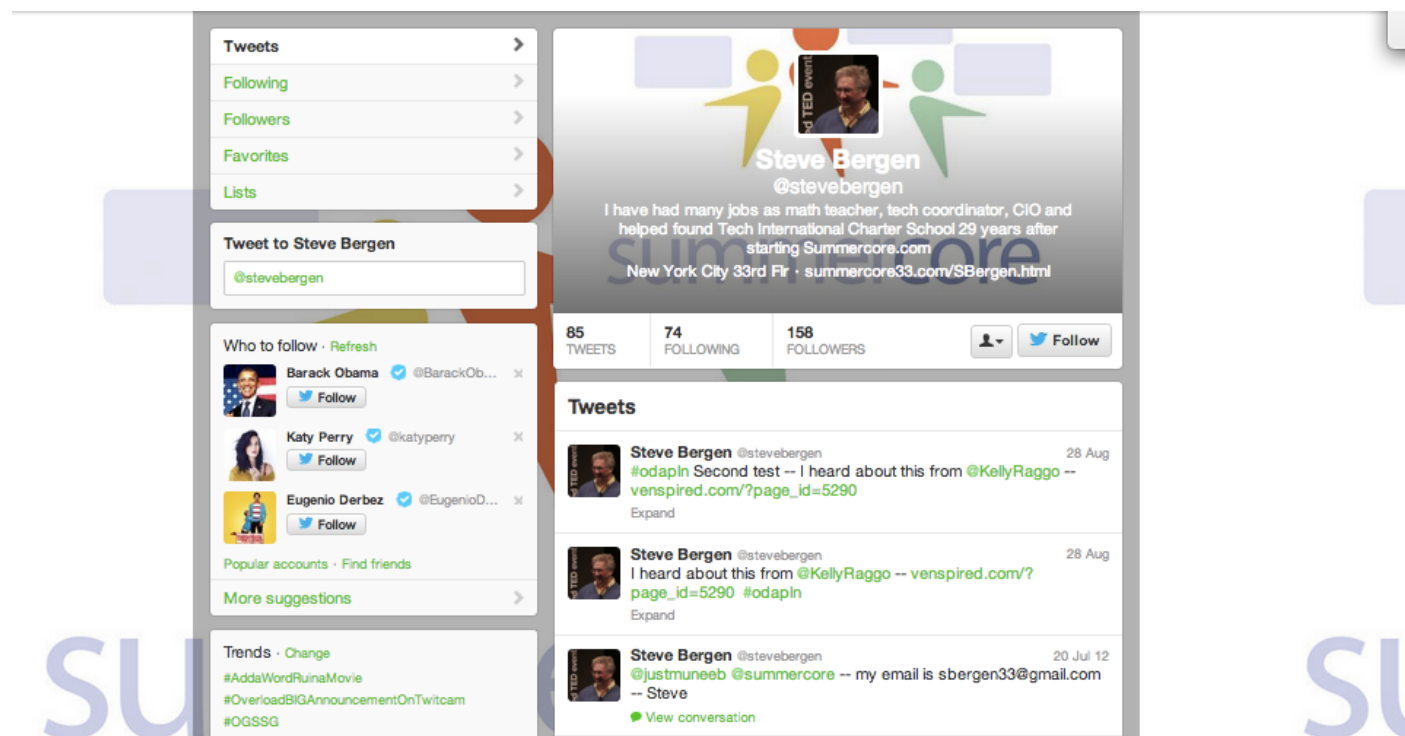 Tweets
Following
Followers
Favorites
Lists
Tweet to Steve Bergen
@stevebergen
Who to follow · Refresh
Barack Obama @BarackOb...
Follow
Katy Perry @katyperry
Follow
Eugenio Derbez @EugenioD...
Follow
Popular accounts · Find friends
More suggestions
Trends · Change
#AddaWordRuinaMovie
#OverloadBIGAnnouncementOnTwitcam
#OGSSG
ed TED event
Steve Bergen
@stevebergen
I have had many jobs as math teacher, tech coordinator, CIO and
helped found Tech International Charter School 29 years after
starting Summercore.com
New York City 33rd Flr · summercore33.com/SBergen.html
summercore
85 TWEETS
74 FOLLOWING
158 FOLLOWERS
Follow
Tweets
Steve Bergen @stevebergen 28 Aug
#odapln Second test -- I heard about this from @KellyRaggo --
venspired.com/?page_id=5290
Expand
Steve Bergen @stevebergen 28 Aug
I heard about this from @KellyRaggo -- venspired.com/?
page_id=5290 #odapln
Expand
Steve Bergen @stevebergen 20 Jul 12
@justmuneeb @summercore -- my email is sbergen33@gmail.com
-- Steve
View conversation
su
su